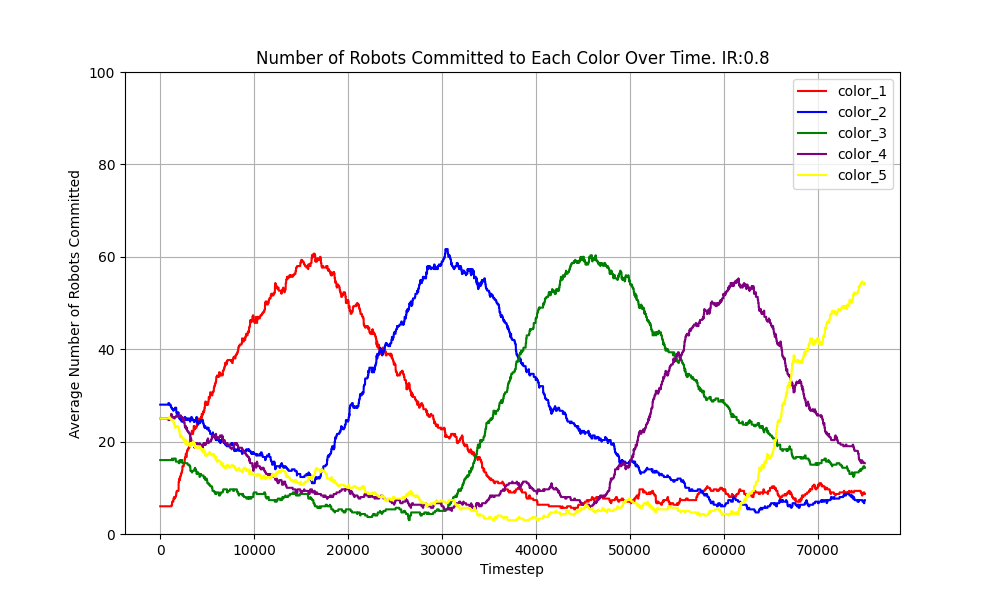 Number of Robots Committed to Each Color Over Time. IR:0.8
100
80
60
40
20
0
Average Number of Robots Committed
color_1
color_2
color_3
color_4
color_5
0 10000 20000 30000 40000 50000 60000 70000
Timestep